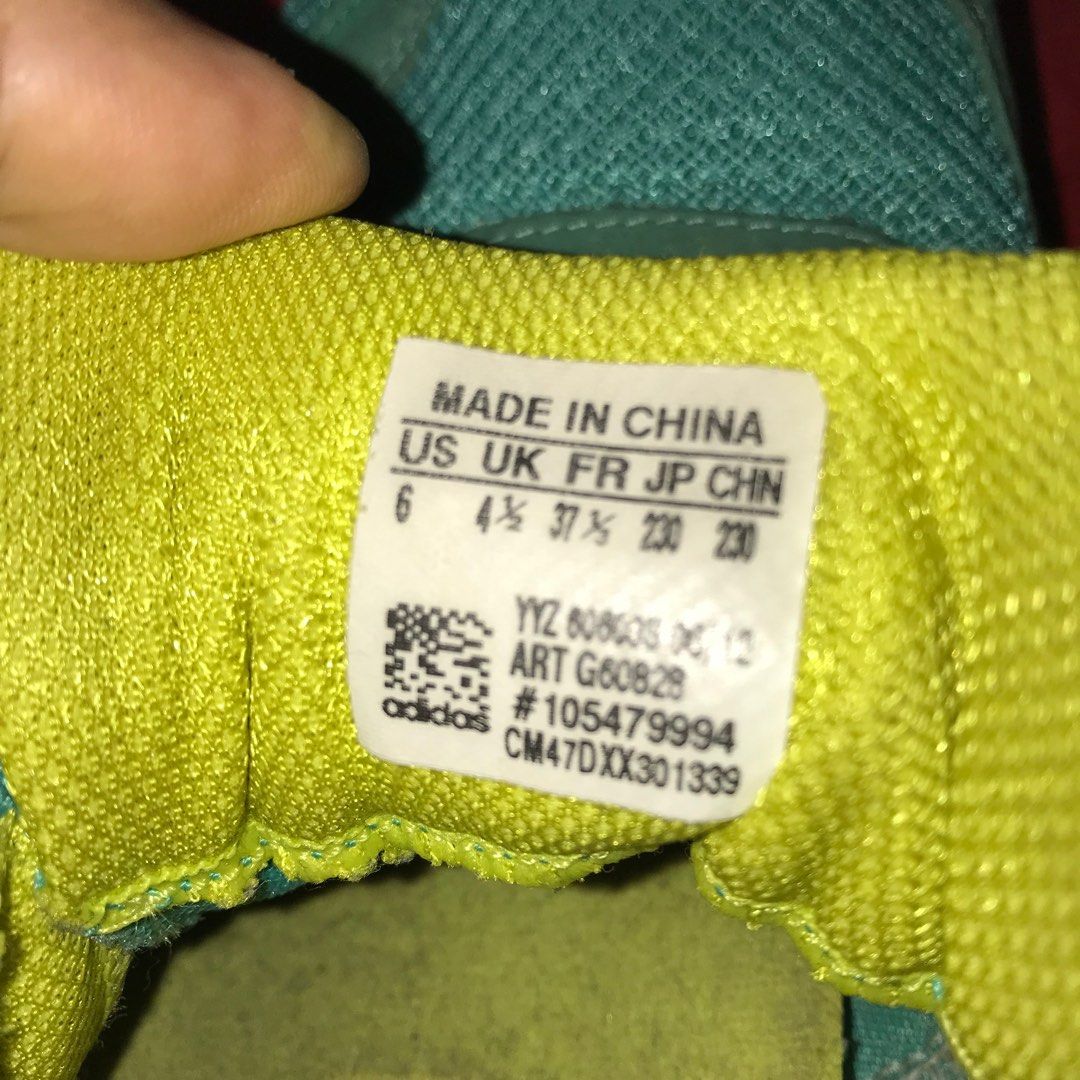 MADE IN CHINA
US UK FR JP CHN
6 4½ 37⅓ 230 230
YYZ
ART G60828
#105479994
CM47DXX301339
adidas